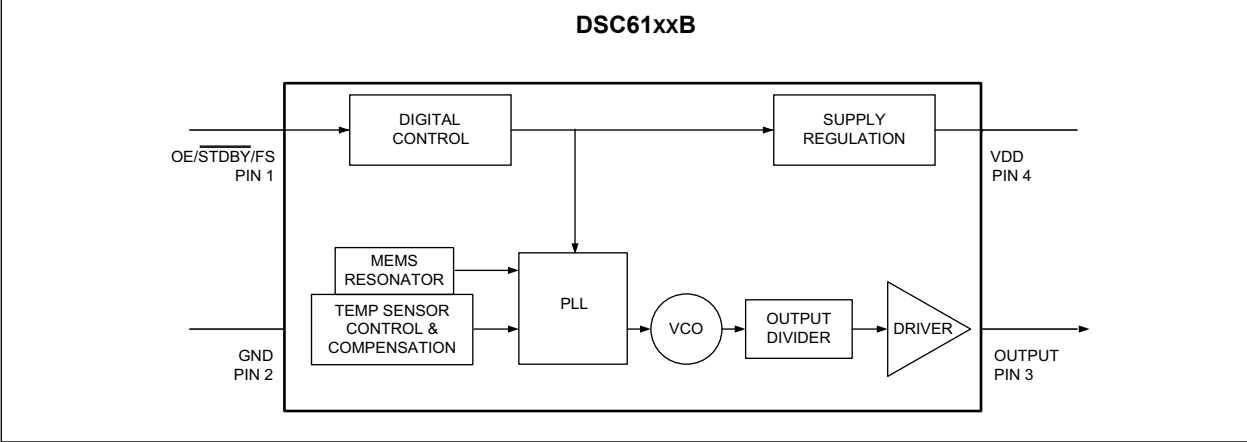 DSC61xxB
DIGITAL
CONTROL
SUPPLY
REGULATION
OE/STDBY/FS
PIN 1
VDD
PIN 4
MEMS
RESONATOR
TEMP SENSOR
CONTROL &
COMPENSATION
PLL
VCO
OUTPUT
DIVIDER
DRIVER
GND
PIN 2
OUTPUT
PIN 3